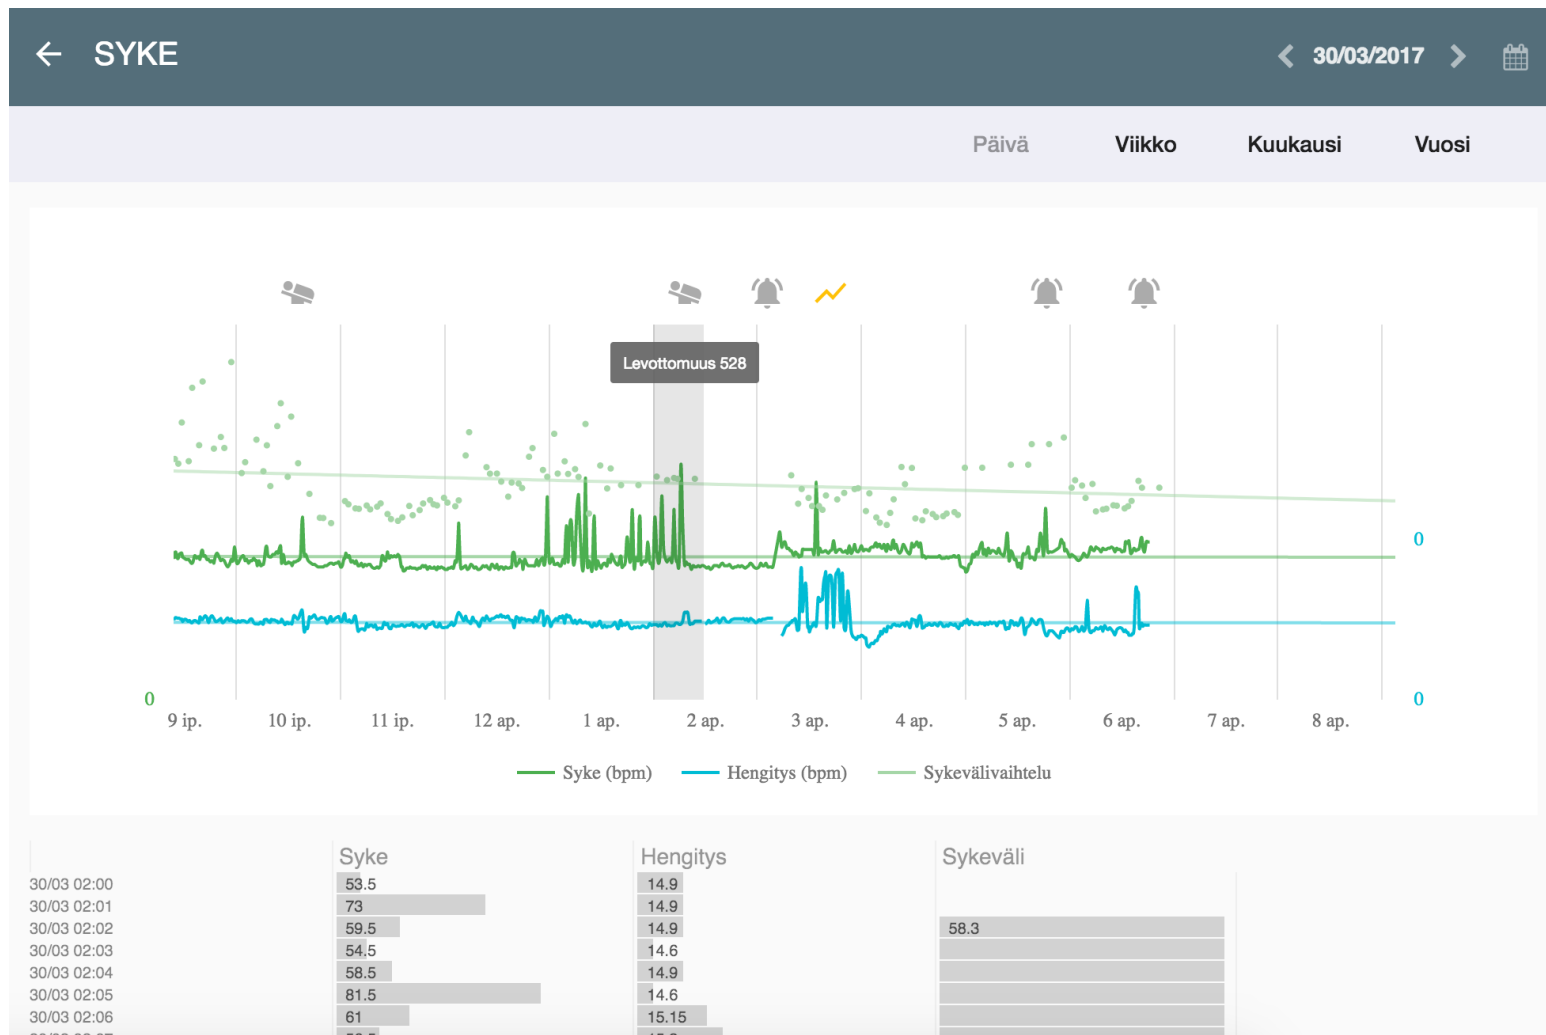 SYKE
30/03/2017
Päivä Viikko Kuukausi Vuosi
Levottomuus 528
0
0 0
9 ip. 10 ip. 11 ip. 12 ap. 1 ap. 2 ap. 3 ap. 4 ap. 5 ap. 6 ap. 7 ap. 8 ap.
Syke (bpm) Hengitys (bpm) Sykevälivaihtelu
Syke Hengitys Sykeväli
30/03 02:00 53.5 14.9
30/03 02:01 73 14.9
30/03 02:02 59.5 14.9 58.3
30/03 02:03 54.5 14.6
30/03 02:04 58.5 14.9
30/03 02:05 81.5 14.6
30/03 02:06 61 15.15